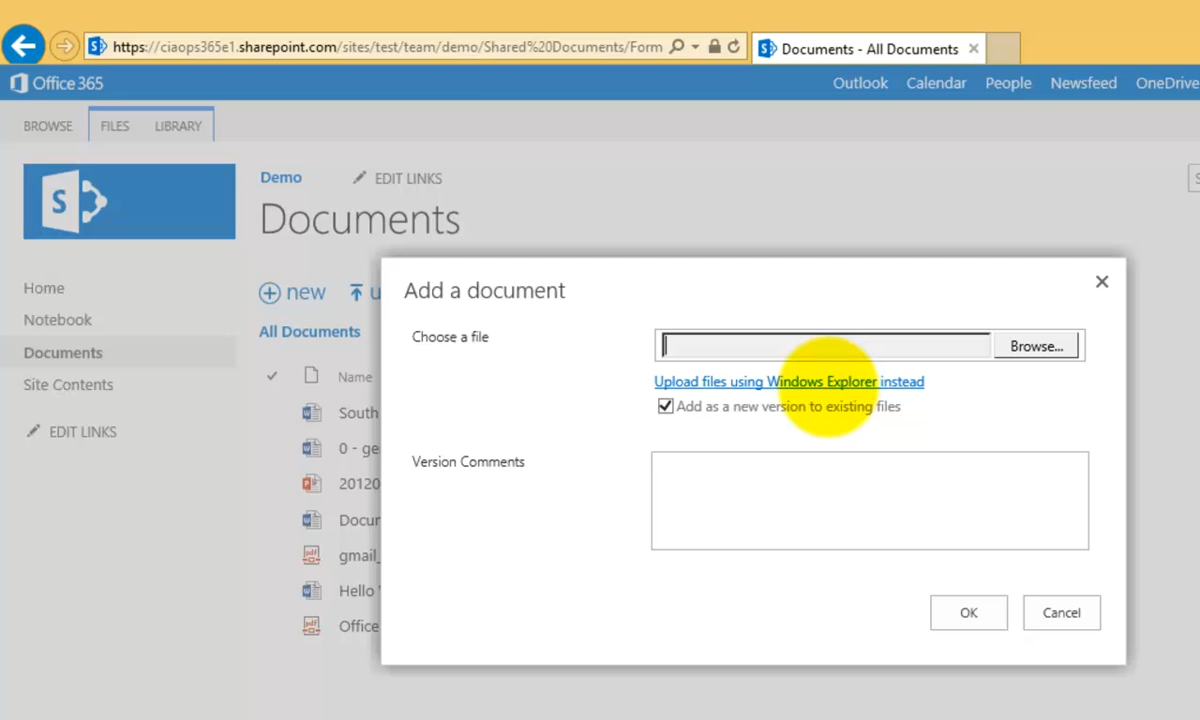 https://ciaops365e1.sharepoint.com/sites/test/team/demo/Shared%20Documents/Form
Documents - All Documents
Office 365
Outlook Calendar People Newsfeed OneDrive
BROWSE FILES LIBRARY
S
Demo EDIT LINKS
Documents
Home
Notebook
Documents
Site Contents
EDIT LINKS
new u
All Documents
Name
South
0 - ge
20120
Docur
gmail_
Hello
Office
Add a document
Choose a file
Browse...
Upload files using Windows Explorer instead
Add as a new version to existing files
Version Comments
OK Cancel